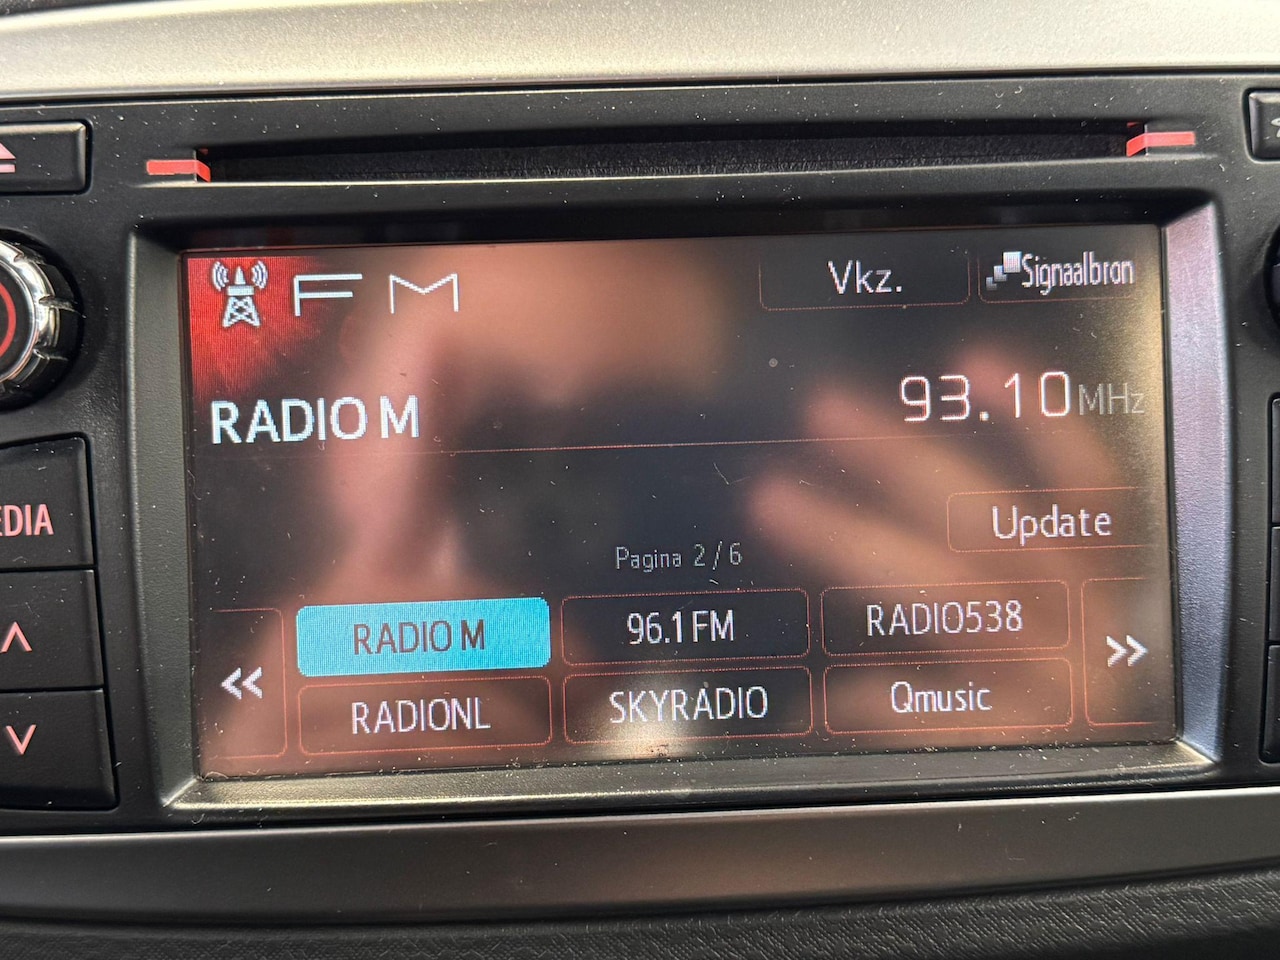 FM
Vkz.
Signaalbron
RADIO M
93.10 MHz
Update
Pagina 2/6
RADIO M
96.1 FM
RADIO538
RADIONL
SKYRADIO
Qmusic